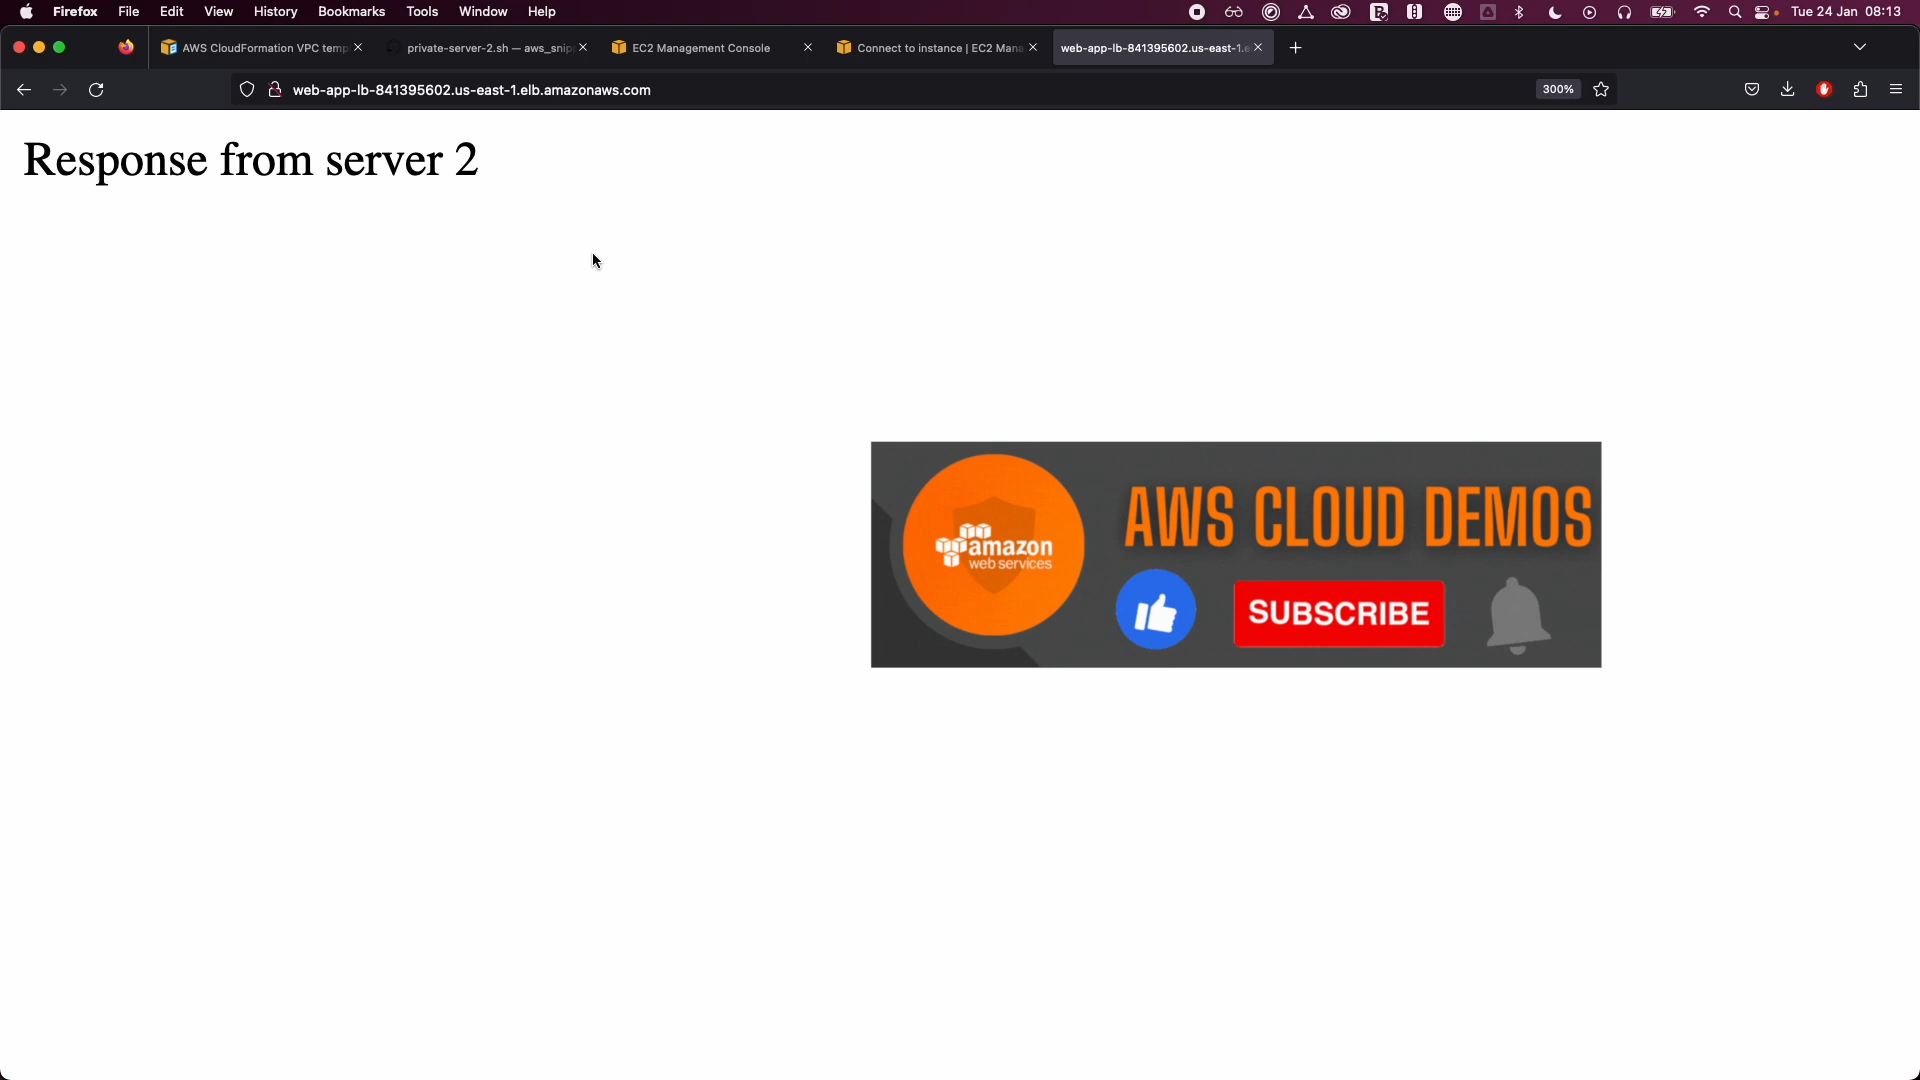 Firefox File Edit View History Bookmarks Tools Window Help Tue 24 Jan 08:13
AWS CloudFormation VPC temp private-server-2.sh — aws_snip EC2 Management Console Connect to instance | EC2 Mana web-app-lb-841395602.us-east-1.e
web-app-lb-841395602.us-east-1.elb.amazonaws.com 300%
Response from server 2
AWS CLOUD DEMOS
amazon
web services
SUBSCRIBE